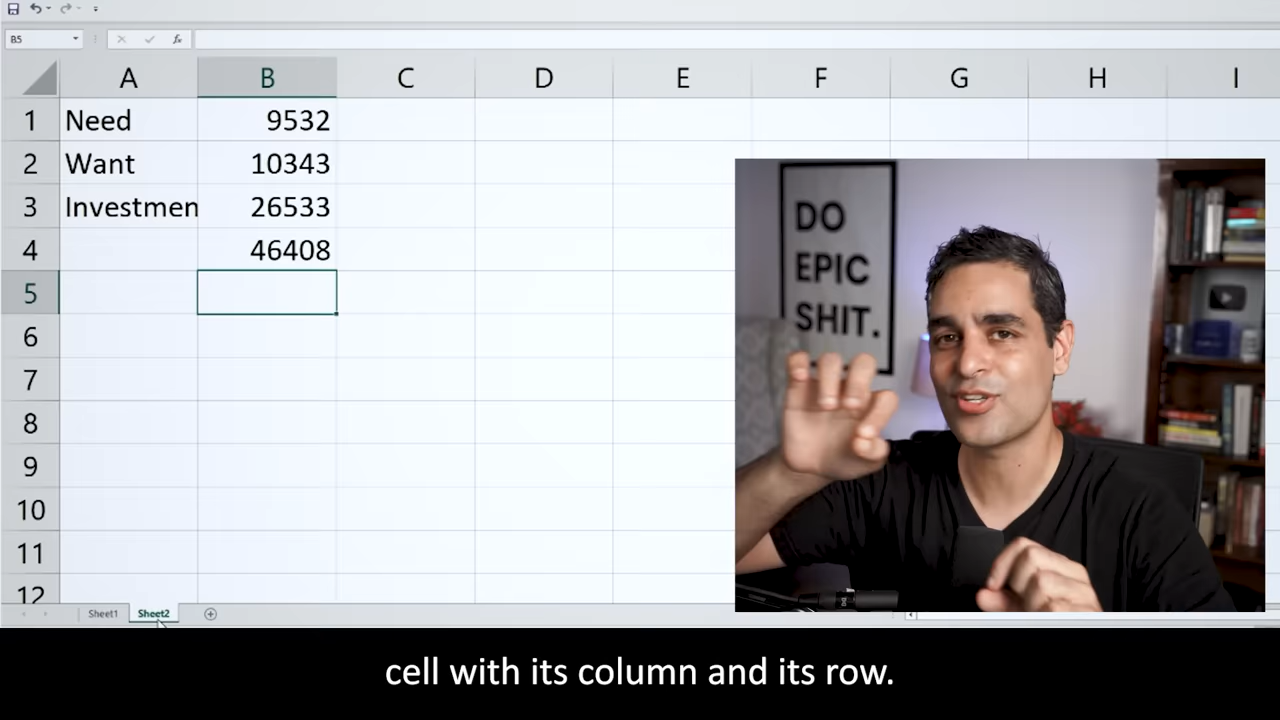 B5
fx
A B C D E F G H I
1 Need 9532
2 Want 10343
3 Investmen 26533
4 46408
5
6
7
8
9
10
11
12
DO
EPIC
SHIT.
Sheet1 Sheet2
cell with its column and its row.